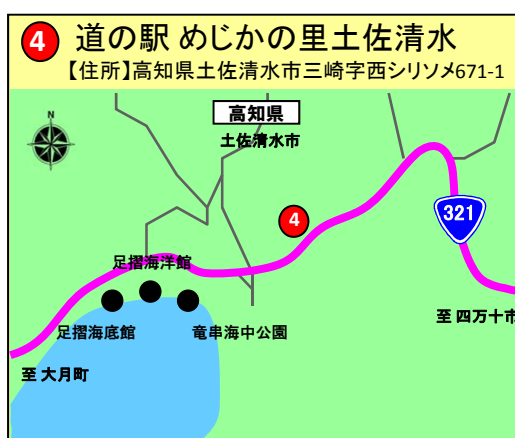 4 道の駅 めじかの里土佐清水
【住所】高知県土佐清水市三崎字西シリソメ671-1
N
高知県
土佐清水市
321
4
足摺海洋館
足摺海底館
竜串海中公園
至 四万十市
至 大月町